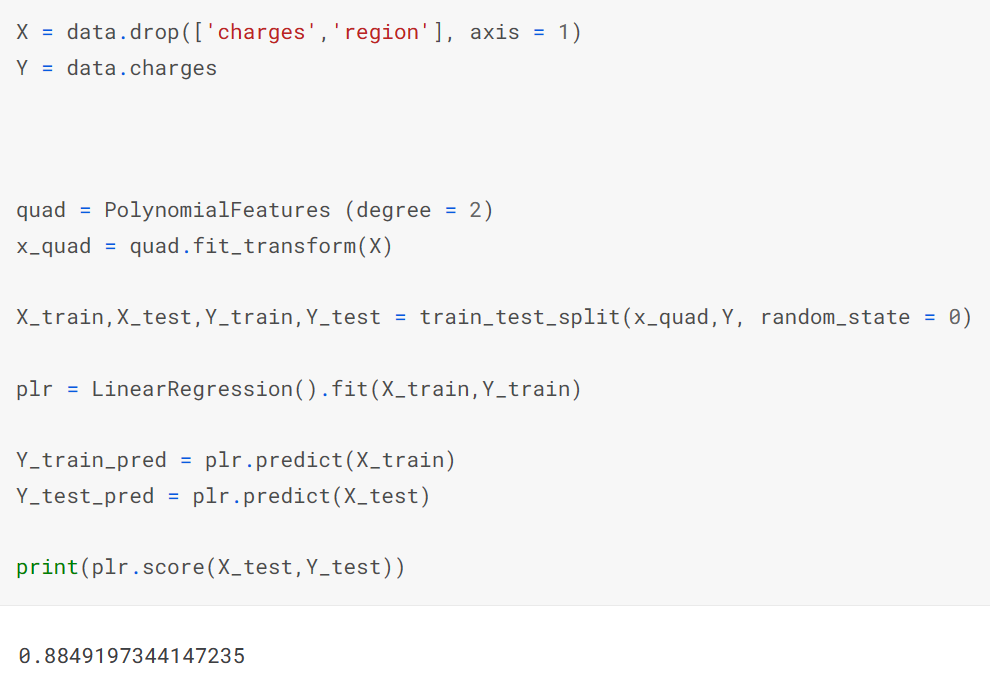 X = data.drop(['charges','region'], axis = 1)
Y = data.charges
quad = PolynomialFeatures (degree = 2)
x_quad = quad.fit_transform(X)
X_train,X_test,Y_train,Y_test = train_test_split(x_quad,Y, random_state = 0)
plr = LinearRegression().fit(X_train,Y_train)
Y_train_pred = plr.predict(X_train)
Y_test_pred = plr.predict(X_test)
print(plr.score(X_test,Y_test))
0.8849197344147235